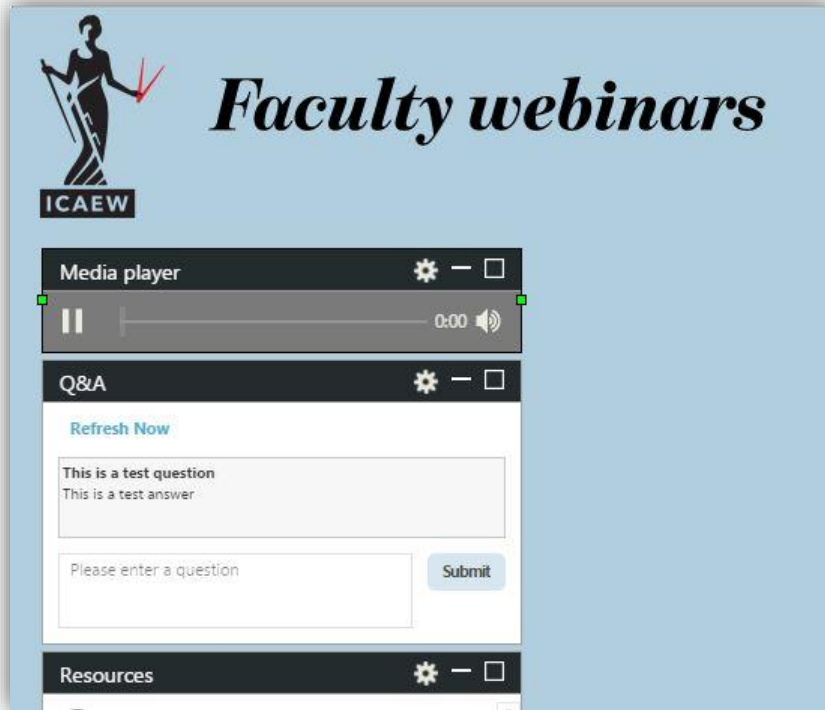 Faculty webinars
ICAEW
Media player
0:00
Q&A
Refresh Now
This is a test question
This is a test answer
Please enter a question
Submit
Resources